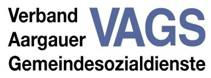 Verband
Aargauer VAGS
Gemeindesozialdienste